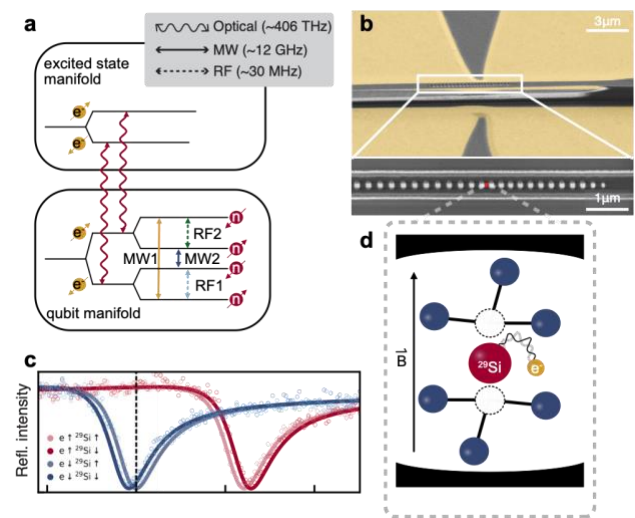 a
Optical (~406 THz)
MW (~12 GHz)
RF (~30 MHz)
excited state
manifold
e⁻
e⁻
n
RF2
e⁻
n
MW1
MW2
n
e⁻
RF1
n
qubit manifold
b
3μm
1μm
c
Refl. intensity
e↑ ²⁹Si↑
e↑ ²⁹Si↓
e↓ ²⁹Si↑
e↓ ²⁹Si↓
d
B
²⁹Si
e⁻